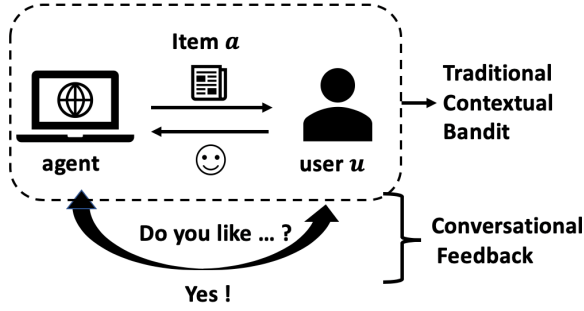 Item a
agent
user u
Traditional
Contextual
Bandit
Do you like ... ?
Yes !
Conversational
Feedback